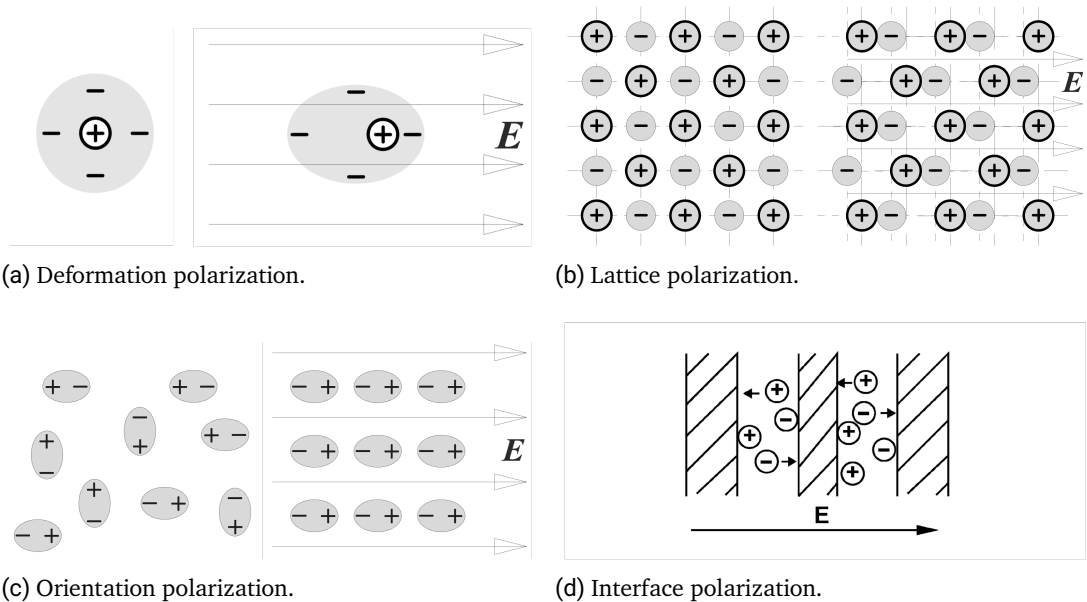 E
E
(a) Deformation polarization.
(b) Lattice polarization.
E
E
(c) Orientation polarization.
(d) Interface polarization.